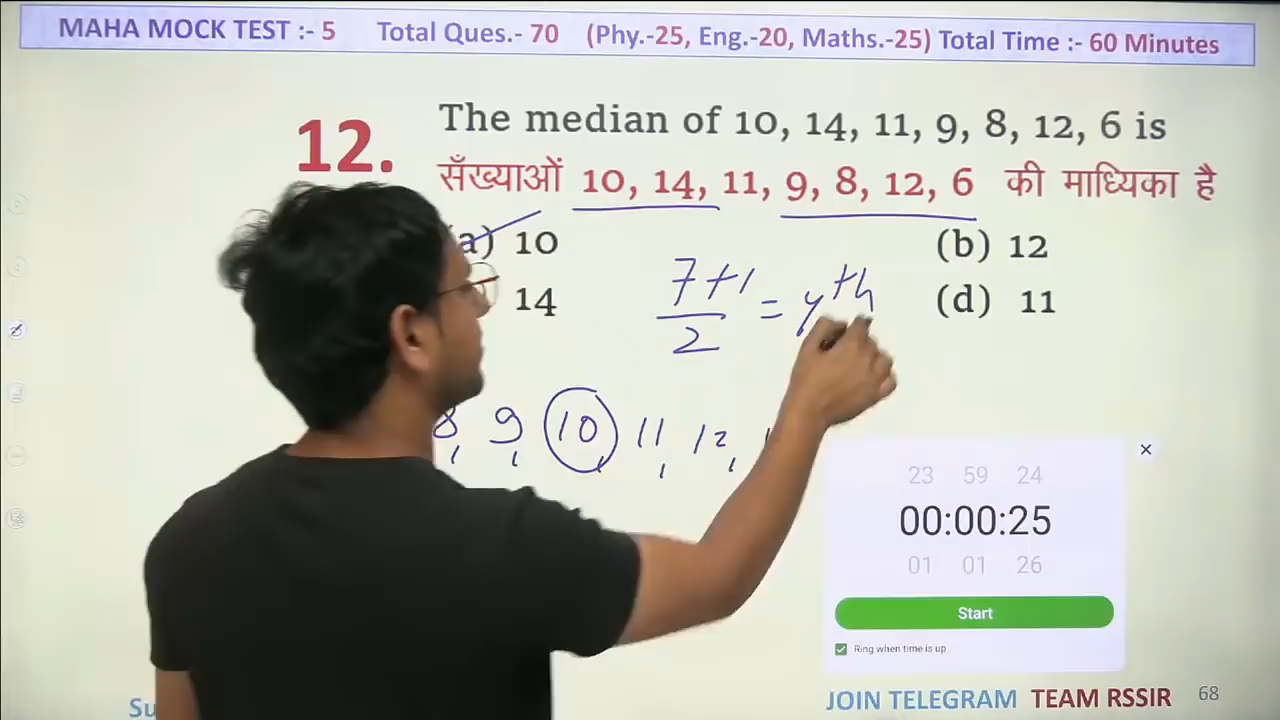 MAHA MOCK TEST :- 5 Total Ques.- 70 (Phy.-25, Eng.-20, Maths.-25) Total Time :- 60 Minutes
12. The median of 10, 14, 11, 9, 8, 12, 6 is
सँख्याओं 10, 14, 11, 9, 8, 12, 6 की माध्यिका है
(a) 10 (b) 12
14 (d) 11
7+1
2
= 4th
8, 9, 10, 11, 12,
×
23 59 24
00:00:25
01 01 26
Start
Ring when time is up
Su
JOIN TELEGRAM TEAM RSSIR 68